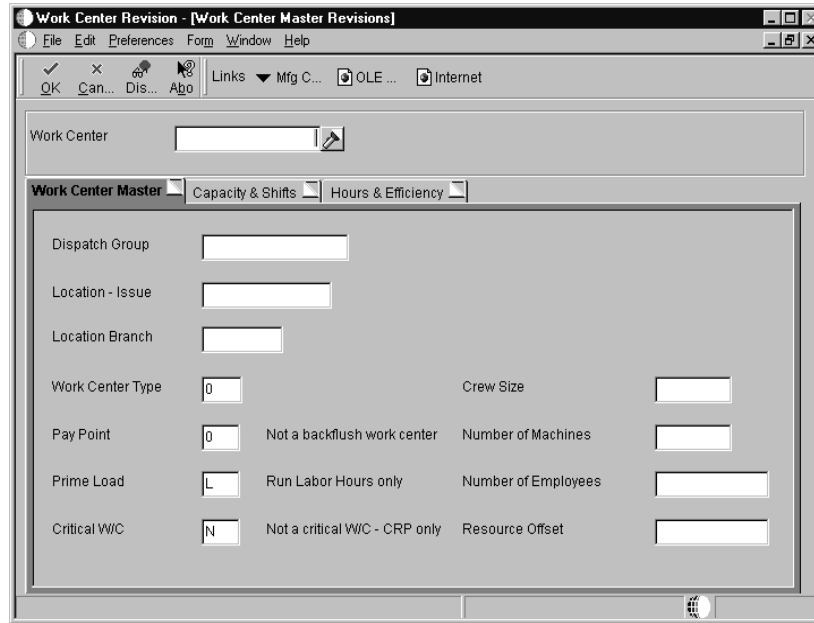 Work Center Revision - [Work Center Master Revisions]
File Edit Preferences Form Window Help
OK Can... Dis... Abo Links Mfg C... OLE ... Internet
Work Center
Work Center Master Capacity & Shifts Hours & Efficiency
Dispatch Group
Location - Issue
Location Branch
Work Center Type 0 Crew Size
Pay Point 0 Not a backflush work center Number of Machines
Prime Load L Run Labor Hours only Number of Employees
Critical W/C N Not a critical W/C - CRP only Resource Offset